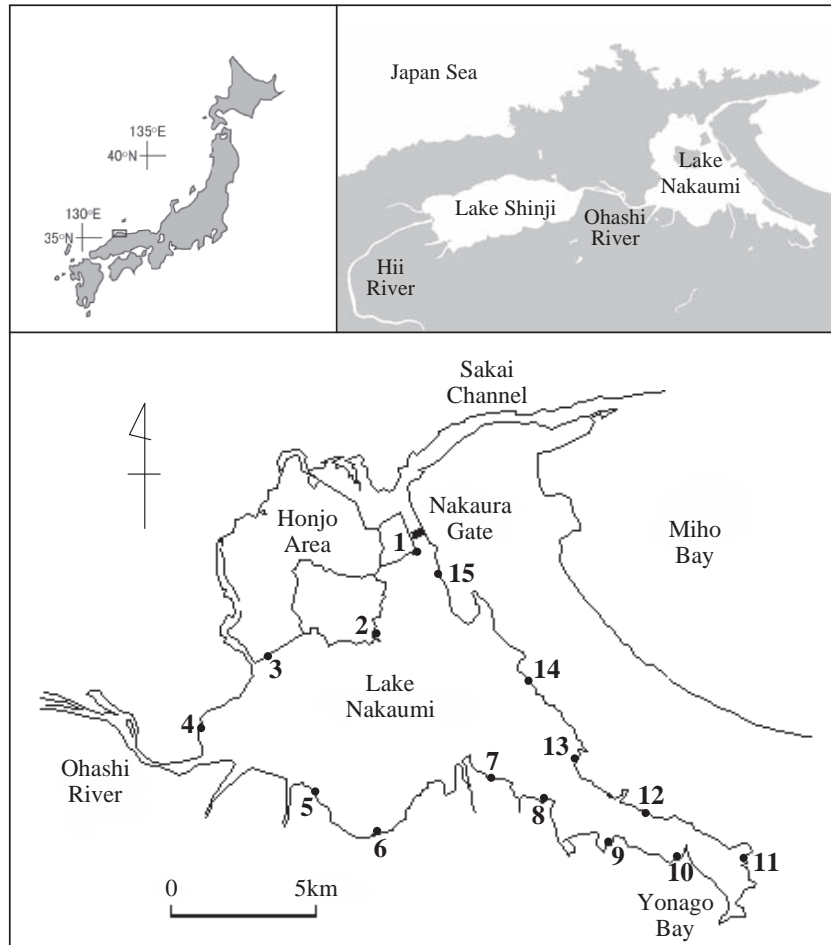 135°E
40°N
130°E
35°N
Japan Sea
Lake
Nakaumi
Lake Shinji
Ohashi
River
Hii
River
Sakai
Channel
Honjo
Area
Nakaura
Gate
Miho
Bay
1
15
2
3
14
Lake
Nakaumi
4
13
Ohashi
River
7
12
5
8
6
9
10
11
0
5km
Yonago
Bay